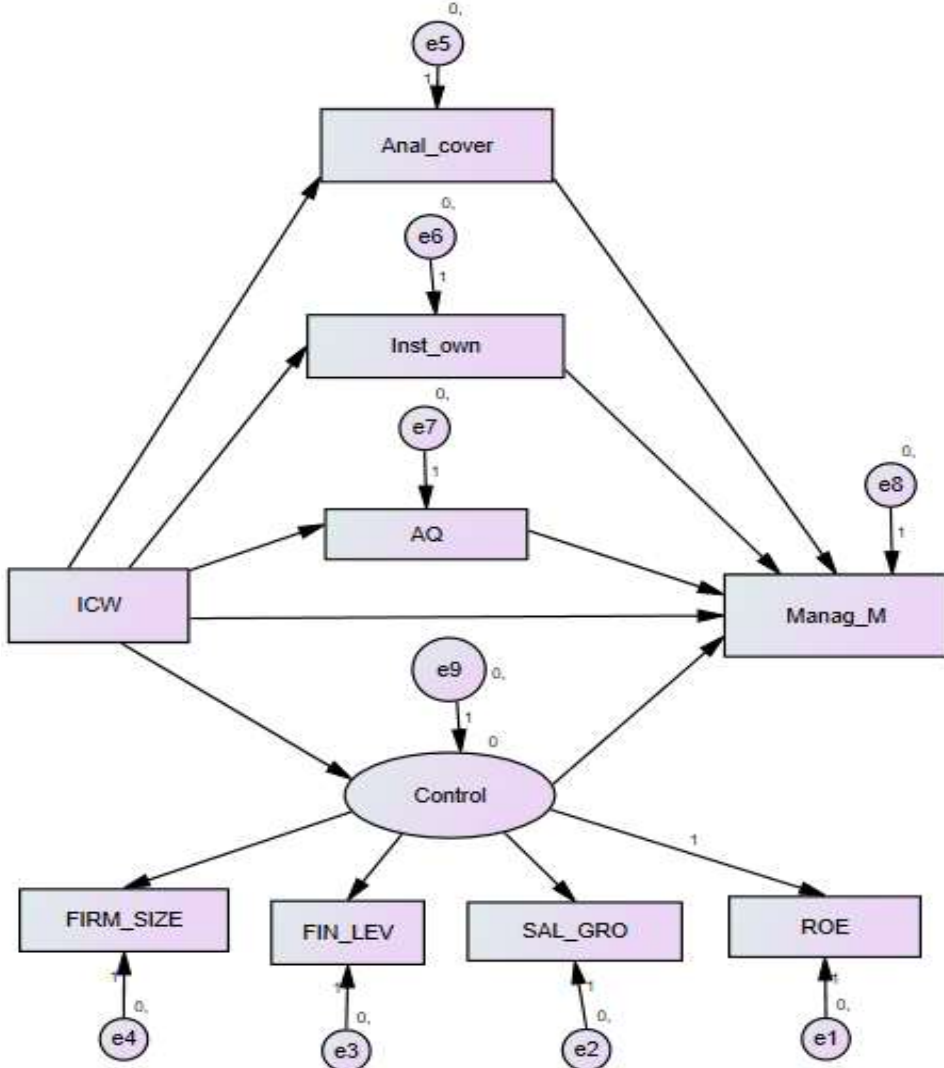 0,
e5
1
Anal_cover
0,
e6
1
Inst_own
0,
e7
1
AQ
0,
e8
1
ICW
Manag_M
e9
0,
1
0
Control
1
FIRM_SIZE
FIN_LEV
SAL_GRO
ROE
1
1
1
1
0,
0,
0,
0,
e4
e3
e2
e1